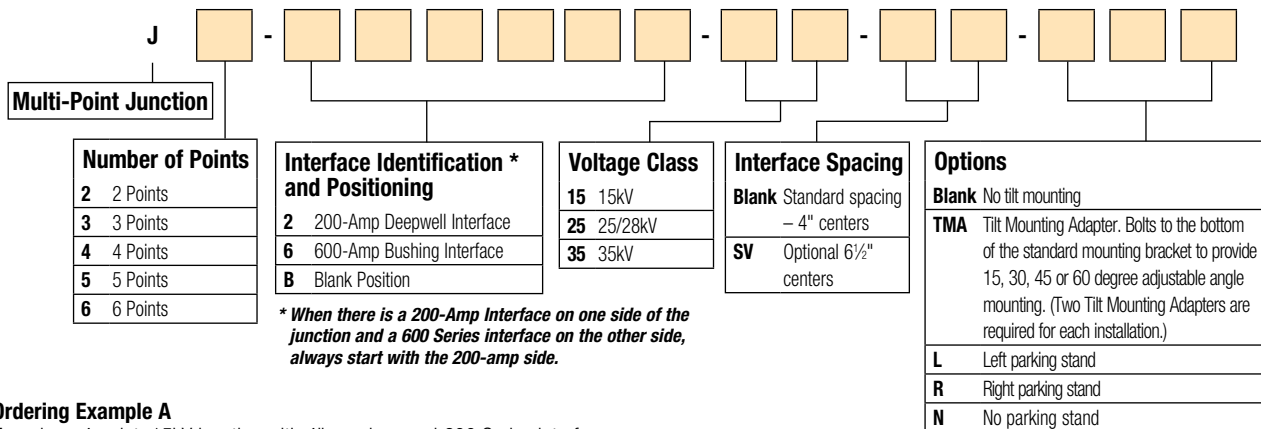 J - - - -
Multi-Point Junction
Number of Points
2 2 Points
3 3 Points
4 4 Points
5 5 Points
6 6 Points
Interface Identification *
and Positioning
2 200-Amp Deepwell Interface
6 600-Amp Bushing Interface
B Blank Position
* When there is a 200-Amp Interface on one side of the
junction and a 600 Series interface on the other side,
always start with the 200-amp side.
Voltage Class
15 15kV
25 25/28kV
35 35kV
Interface Spacing
Blank Standard spacing
– 4" centers
SV Optional 6½"
centers
Options
Blank No tilt mounting
TMA Tilt Mounting Adapter. Bolts to the bottom
of the standard mounting bracket to provide
15, 30, 45 or 60 degree adjustable angle
mounting. (Two Tilt Mounting Adapters are
required for each installation.)
L Left parking stand
R Right parking stand
N No parking stand
Ordering Example A